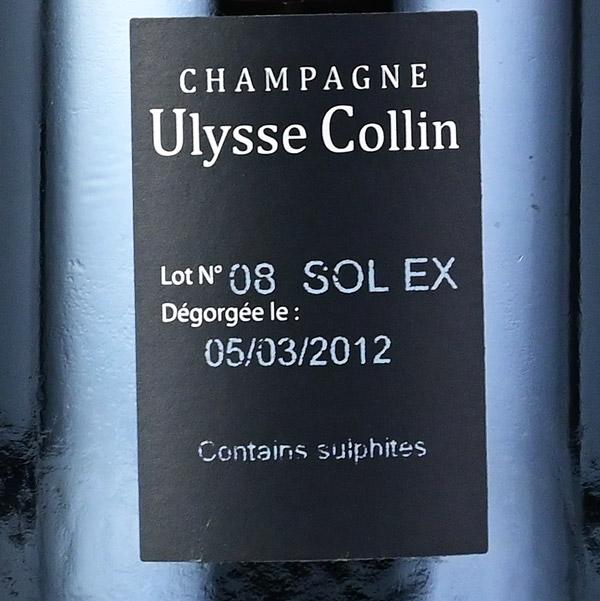 CHAMPAGNE
Ulysse Collin
Lot N° 08 SOL EX
Dégorgée le :
05/03/2012
Contains sulphites